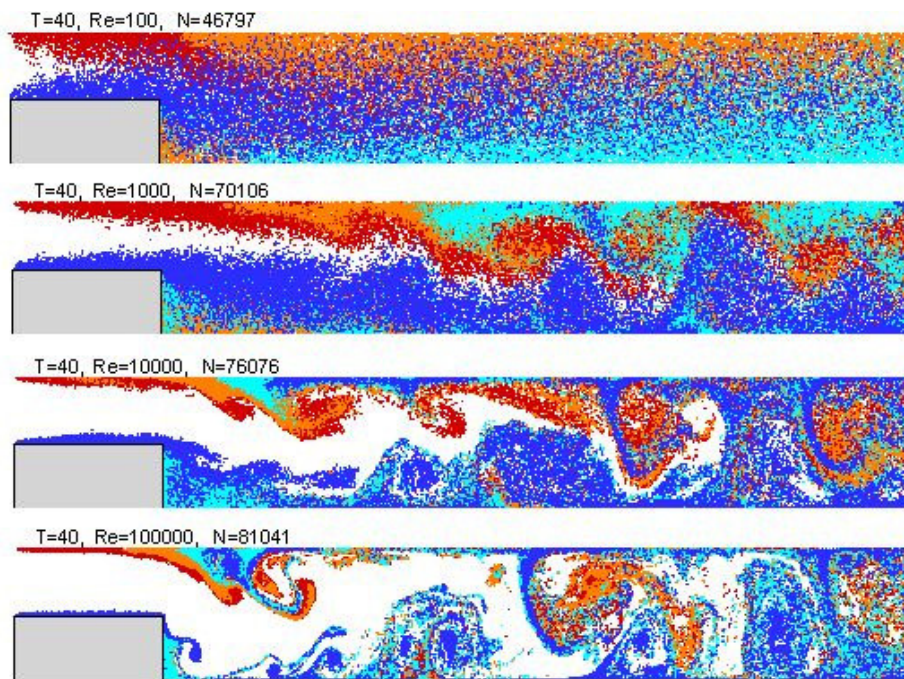 T=40, Re=100, N=46797
T=40, Re=1000, N=70106
T=40, Re=10000, N=76076
T=40, Re=100000, N=81041